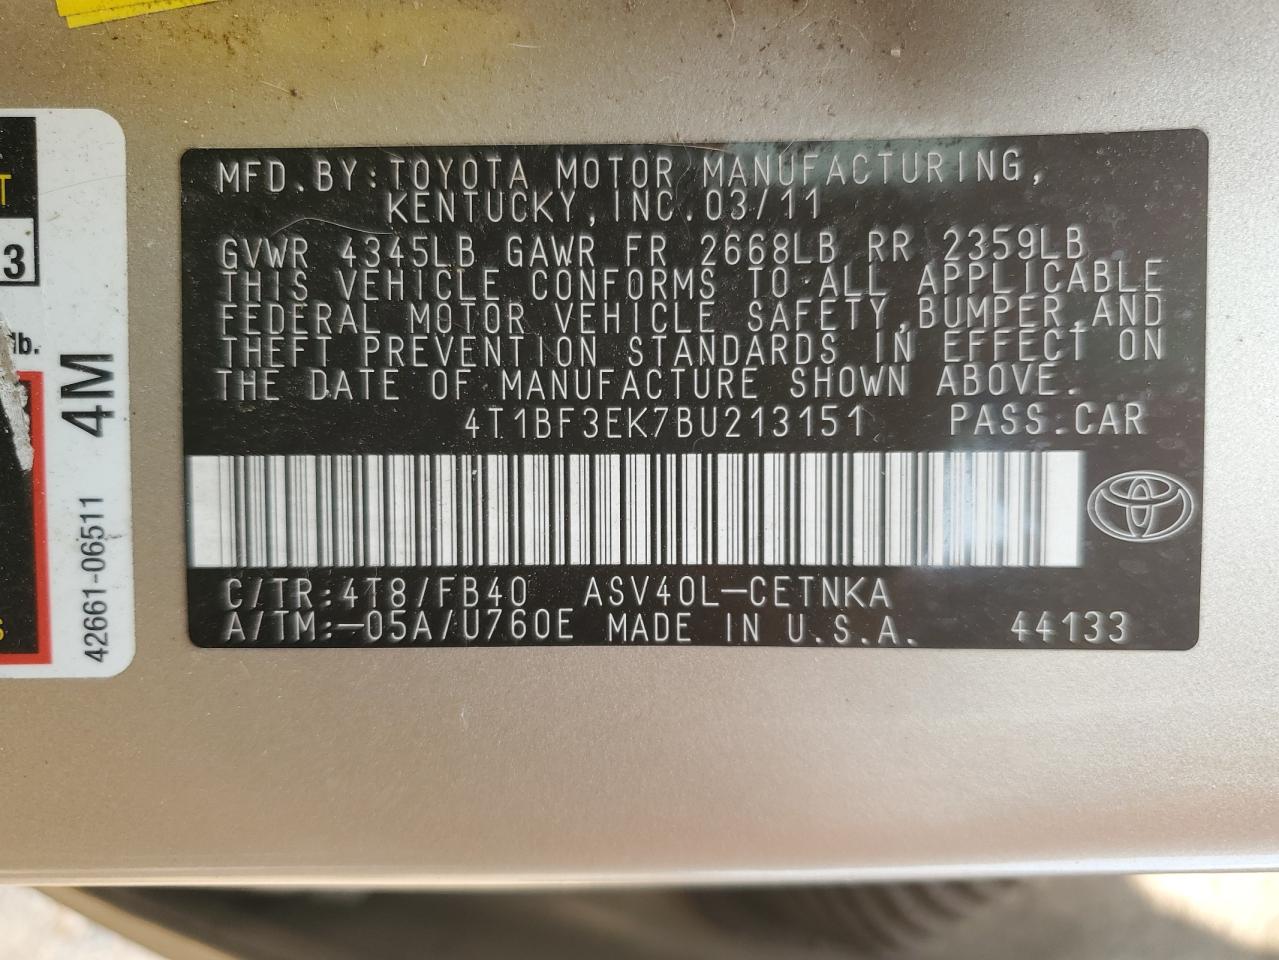 MFD.BY:TOYOTA MOTOR MANUFACTURING,
KENTUCKY,INC.03/11
GVWR 4345LB GAWR FR 2668LB RR 2359LB
THIS VEHICLE CONFORMS TO ALL APPLICABLE
FEDERAL MOTOR VEHICLE SAFETY,BUMPER AND
THEFT PREVENTION STANDARDS IN EFFECT ON
THE DATE OF MANUFACTURE SHOWN ABOVE.
4T1BF3EK7BU213151 PASS.CAR
C/TR:4T8/FB40 ASV40L-CETNKA
A/TM:-05A/U760E MADE IN U.S.A. 44133
T
3
lb.
4M
42661-06511